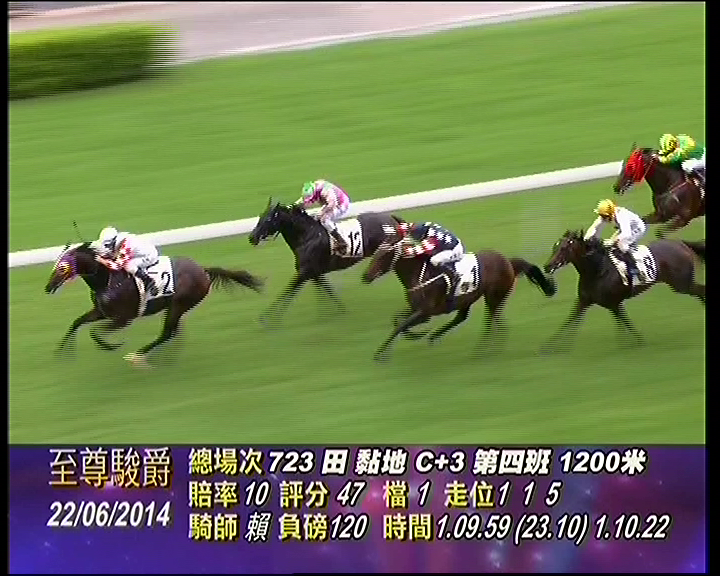 12
2
至尊駿爵
22/06/2014
總場次 723 田 黏地 C+3 第四班 1200米
賠率 10 評分 47 檔 1 走位 1 1 5
騎師 賴 負磅 120 時間 1.09.59 (23.10) 1.10.22